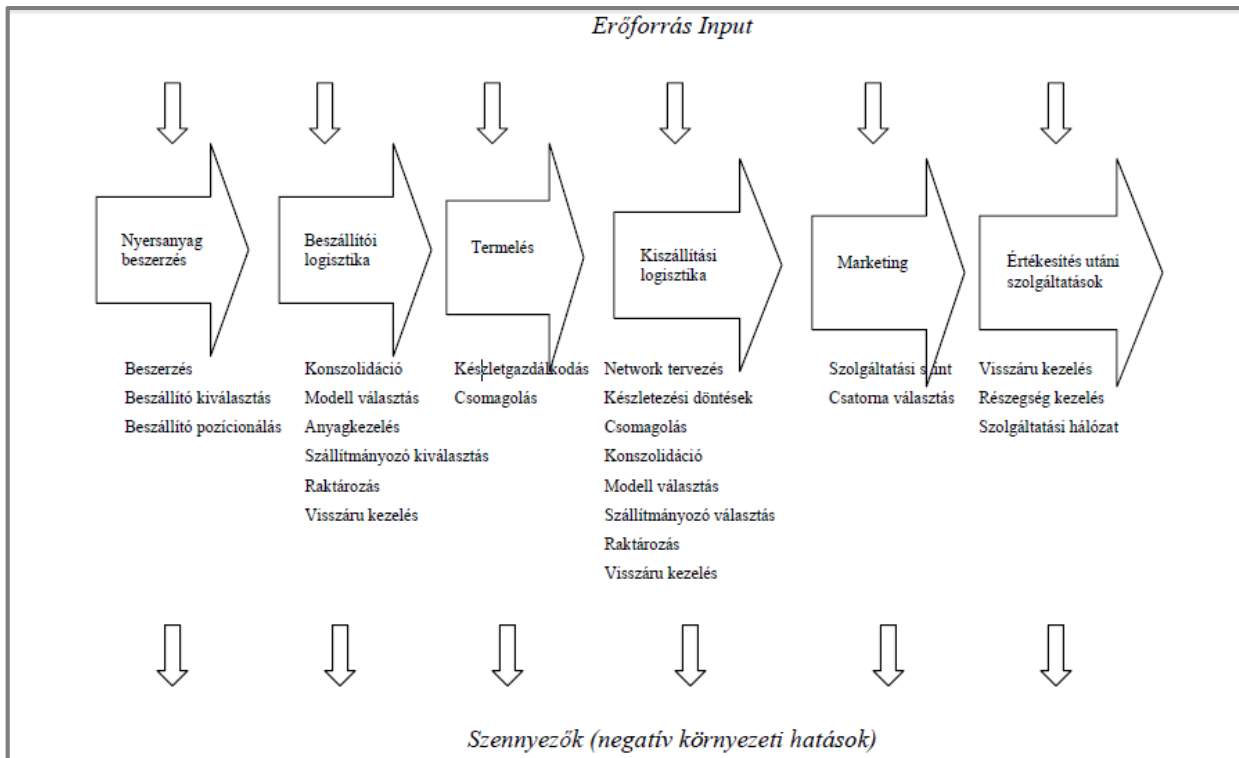 Erőforrás Input
Nyersanyag
beszerzés
Beszállítói
logisztika
Termelés
Kiszállítási
logisztika
Marketing
Értékesítés utáni
szolgáltatások
Beszerzés
Beszállító kiválasztás
Beszállító pozícionálás
Konszolidáció
Modell választás
Anyagkezelés
Szállítmányozó kiválasztás
Raktározás
Visszáru kezelés
Készletgazdálkodás
Csomagolás
Network tervezés
Készletezési döntések
Csomagolás
Konszolidáció
Modell választás
Szállítmányozó választás
Raktározás
Visszáru kezelés
Szolgáltatási szint
Csatorna választás
Visszáru kezelés
Részegség kezelés
Szolgáltatási hálózat
Szennyezők (negatív környezeti hatások)